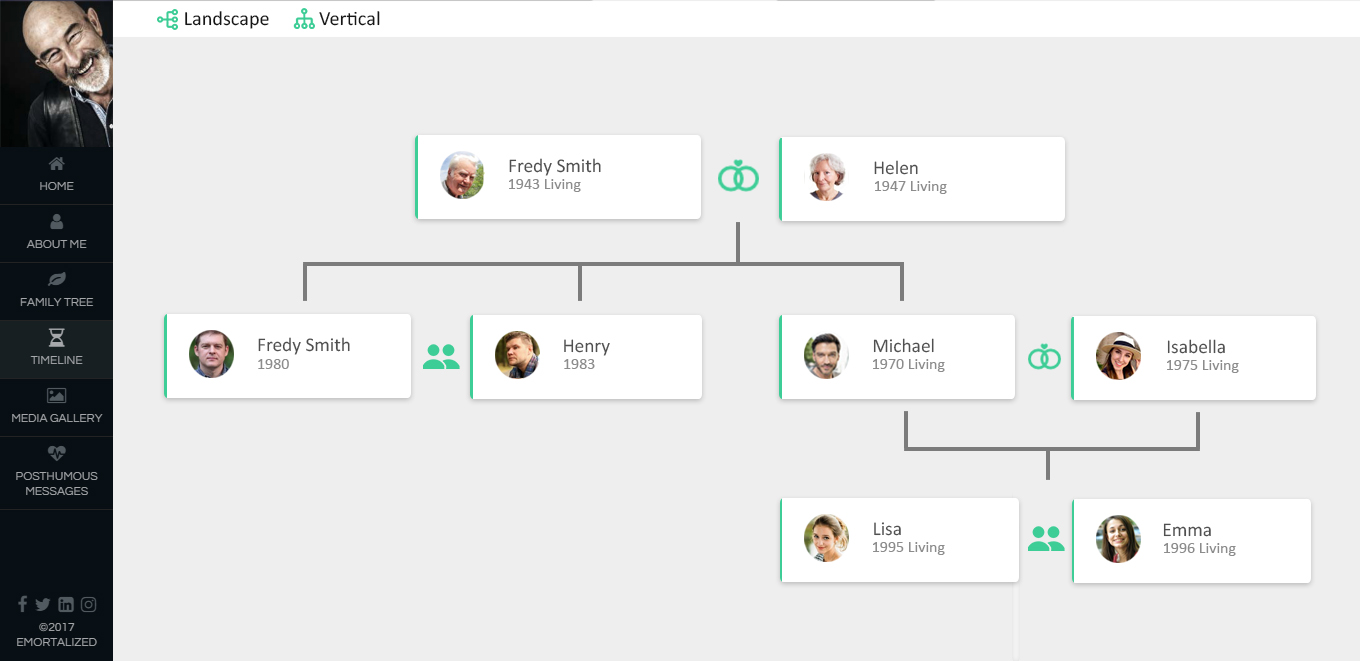 Landscape
Vertical
HOME
ABOUT ME
FAMILY TREE
TIMELINE
MEDIA GALLERY
POSTHUMOUS
MESSAGES
©2017
EMORTALIZED
Fredy Smith
1943 Living
Helen
1947 Living
Fredy Smith
1980
Henry
1983
Michael
1970 Living
Isabella
1975 Living
Lisa
1995 Living
Emma
1996 Living